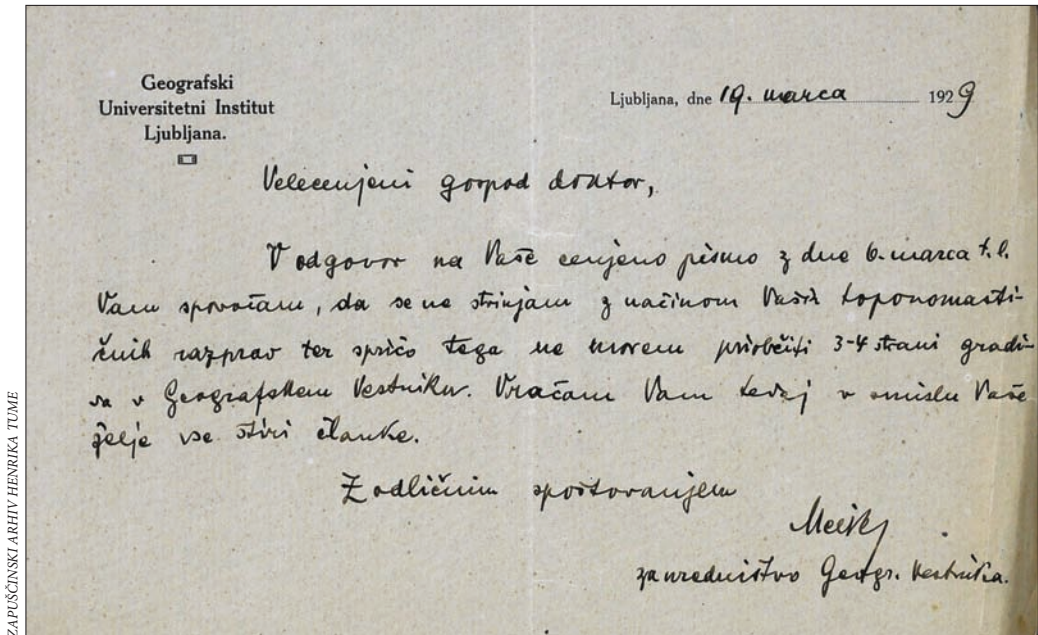 Geografski
Universitetni Institut
Ljubljana.
Ljubljana, dne 19. marca 1929
Velecenjeni gospod doktor,
V odgovor na Vaše cenjeno pismo z dne 6. marca t. l.
Vam sporočam, da se ne strinjam z načinom Vaših toponomasti-
čnih razprav ter spričo tega ne morem priobčiti 3-4 strani gradi-
va v Geografskem Vestniku. Vračam Vam tedaj v smislu Vaše
želje vse štiri članke.
Z odličnim spoštovanjem
za uredništvo Geogr. Vestnika.
ZAPUŠČINSKI ARHIV HENRIKA TUME